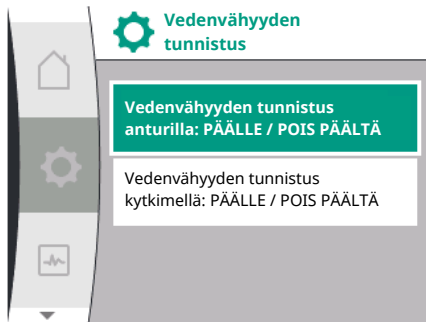 Vedenvähyyden
tunnistus
Vedenvähyyden tunnistus
anturilla: PÄÄLLE / POIS PÄÄLTÄ
Vedenvähyyden tunnistus
kytkimellä: PÄÄLLE / POIS PÄÄLTÄ